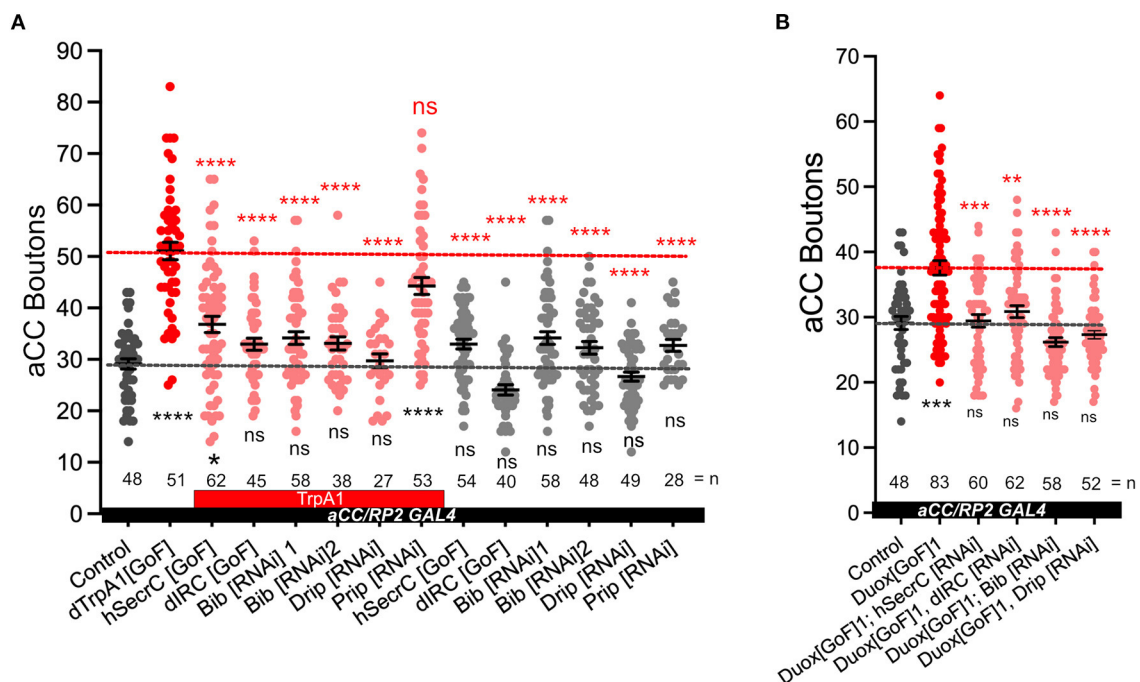 A
aCC Boutons
90
80
70
60
50
40
30
20
10
0
**** **** **** **** **** ns **** **** **** **** **** ****
**** * ns ns ns ns **** ns ns ns ns ns ns
48 51 62 45 58 38 27 53 54 40 58 48 49 28 = n
TrpA1
aCC/RP2 GAL4
Control
dTrpA1[GoF]
hSecrC [GoF]
dIRC [GoF]
Bib [RNAi] 1
Bib [RNAi]2
Drip [RNAi]
Prip [RNAi]
hSecrC [GoF]
dIRC [GoF]
Bib [RNAi]1
Bib [RNAi]2
Drip [RNAi]
Prip [RNAi]
B
aCC Boutons
70
60
50
40
30
20
10
0
*** ** **** ****
*** ns ns ns ns
48 83 60 62 58 52 = n
aCC/RP2 GAL4
Control
Duox[GoF]1
Duox[GoF]1; hSecrC [RNAi]
Duox[GoF]1, dIRC [RNAi]
Duox[GoF]1; Bib [RNAi]
Duox[GoF]1, Drip [RNAi]